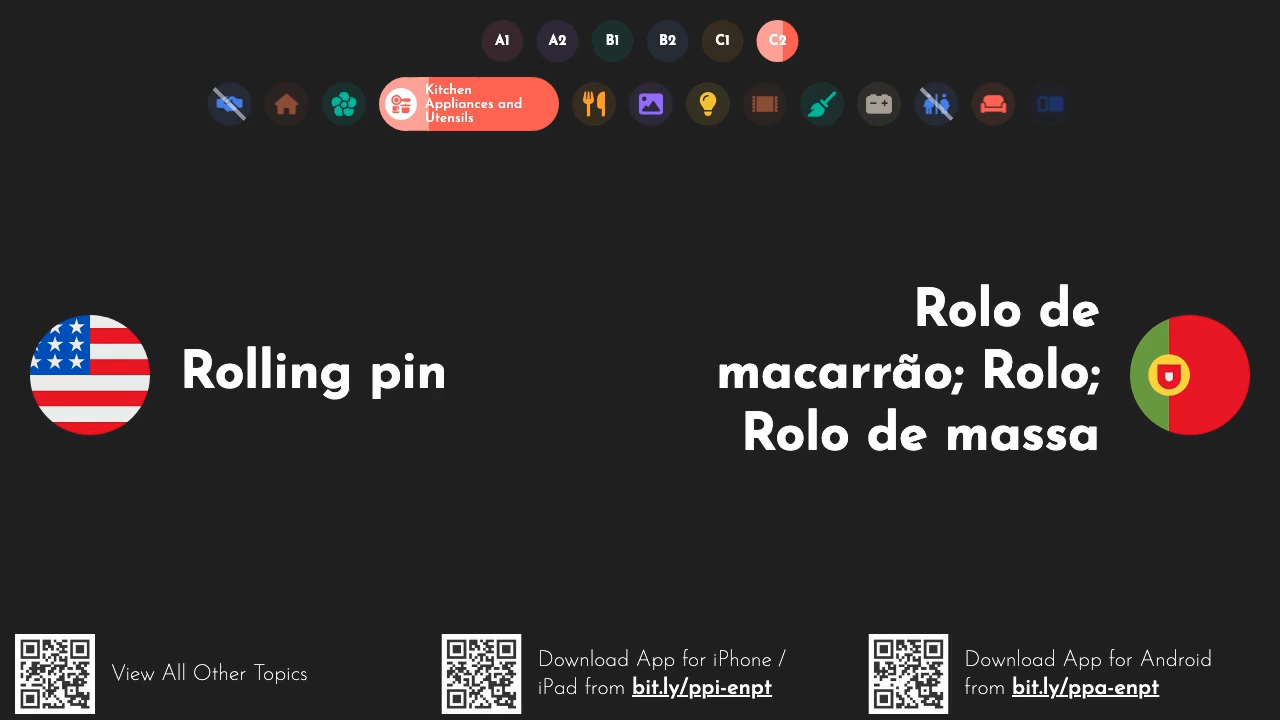 A1 A2 B1 B2 C1 C2
Kitchen
Appliances and
Utensils
Rolling pin
Rolo de
macarrão; Rolo;
Rolo de massa
View All Other Topics
Download App for iPhone /
iPad from bit.ly/ppi-enpt
Download App for Android
from bit.ly/ppa-enpt